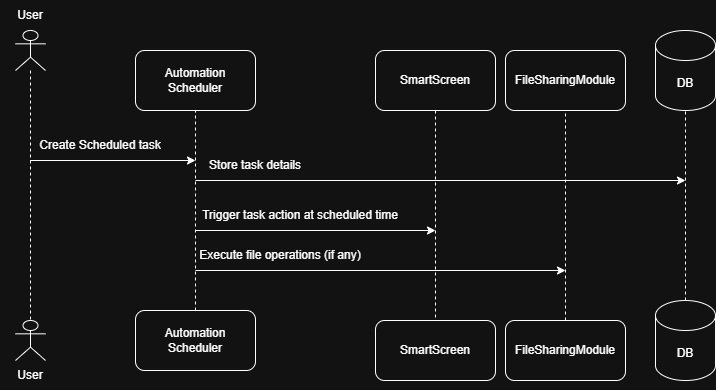 User
Automation
Scheduler
SmartScreen
FileSharingModule
DB
Create Scheduled task
Store task details
Trigger task action at scheduled time
Execute file operations (if any)
User
Automation
Scheduler
SmartScreen
FileSharingModule
DB